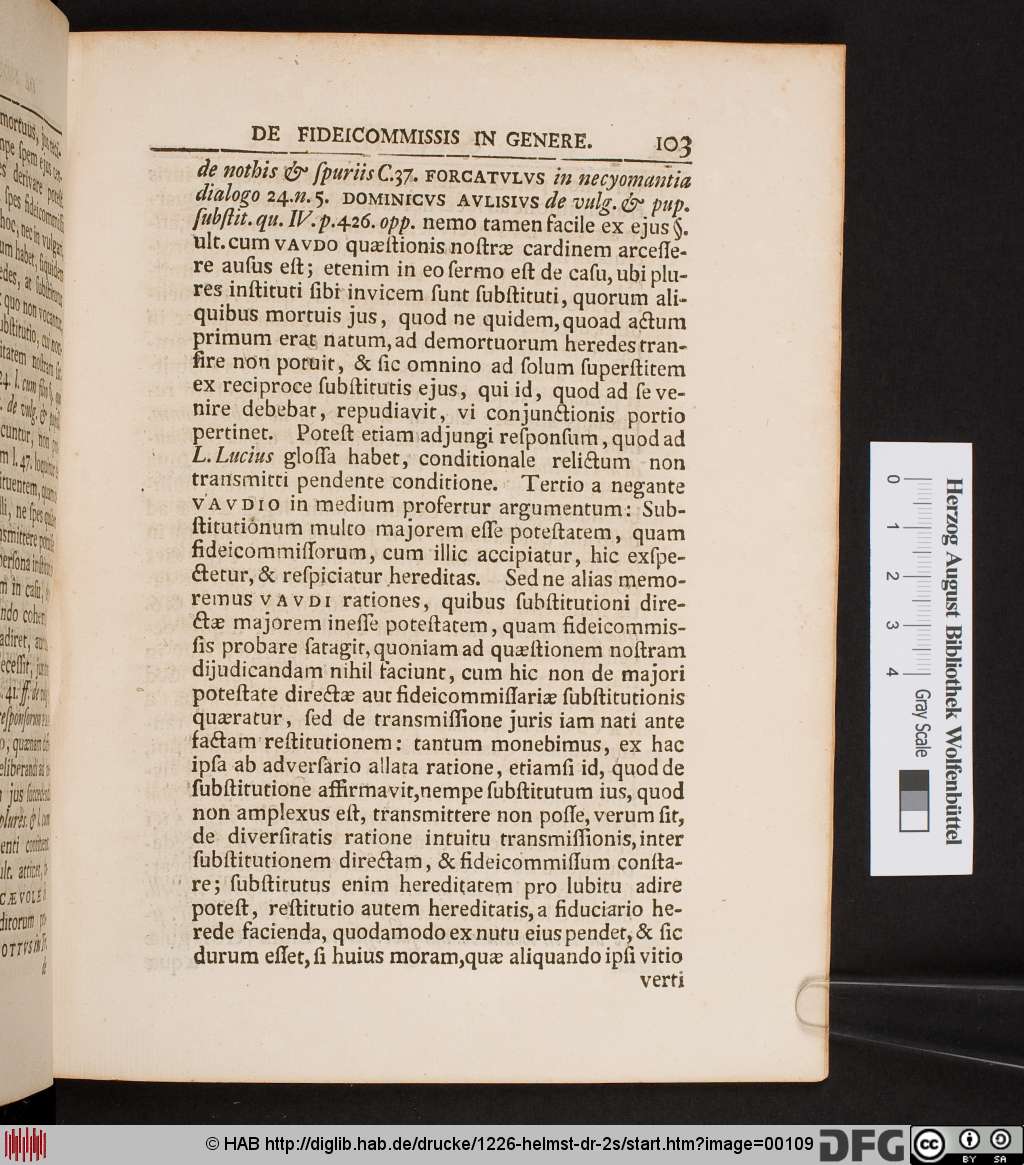 DE FIDEICOMMISSIS IN GENERE. 103
de nothis & ſpuriis C.37. FORCATVLVS in necyomantia
dialogo 24.n.5. DOMINICVS AVLISIVS de vulg. & pup.
ſubſtit. qu. IV. p.426. opp. nemo tamen facile ex ejus §.
ult. cum VAVDO quæſtionis noſtræ cardinem arceſſe-
re auſus eſt; etenim in eo ſermo eſt de caſu, ubi plu-
res inſtituti ſibi invicem ſunt ſubſtituti, quorum ali-
quibus mortuis jus, quod ne quidem, quoad actum
primum erat natum, ad demortuorum heredes tran-
ſire non potuit, & ſic omnino ad ſolum ſuperſtitem
ex reciproce ſubſtitutis ejus, qui id, quod ad ſe ve-
nire debebat, repudiavit, vi conjunctionis portio
pertinet. Poteſt etiam adjungi reſponſum, quod ad
L. Lucius gloſſa habet, conditionale relictum non
transmitti pendente conditione. Tertio a negante
VAVDIO in medium profertur argumentum: Sub-
ſtitutionum multo majorem eſſe poteſtatem, quam
fideicommiſſorum, cum illic accipiatur, hic exſpe-
ctetur, & reſpiciatur hereditas. Sed ne alias memo-
remus VAVDI rationes, quibus ſubſtitutioni dire-
ctæ majorem ineſſe poteſtatem, quam fideicommiſ-
ſis probare ſatagit, quoniam ad quæſtionem noſtram
dijudicandam nihil faciunt, cum hic non de majori
poteſtate directæ aut fideicommiſſariæ ſubſtitutionis
quæratur, ſed de transmiſſione juris iam nati ante
factam reſtitutionem: tantum monebimus, ex hac
ipſa ab adverſario allata ratione, etiamſi id, quod de
ſubſtitutione affirmavit, nempe ſubſtitutum ius, quod
non amplexus eſt, transmittere non poſſe, verum ſit,
de diverſitatis ratione intuitu transmiſſionis, inter
ſubſtitutionem directam, & fideicommiſſum conſta-
re; ſubſtitutus enim hereditatem pro lubitu adire
poteſt, reſtitutio autem hereditatis, a fiduciario he-
rede facienda, quodamodo ex nutu eius pendet, & ſic
durum eſſet, ſi huius moram, quæ aliquando ipſi vitio
verti
Herzog August Bibliothek Wolfenbüttel
0 1 2 3 4 Gray Scale
© HAB http://diglib.hab.de/drucke/1226-helmst-dr-2s/start.htm?image=00109 DFG cc BY SA